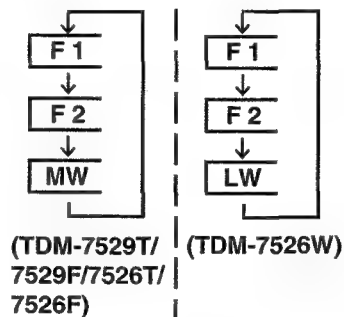 F 1
F 2
MW
(TDM-7529T/
7529F/7526T/
7526F)
F 1
F 2
LW
(TDM-7526W)